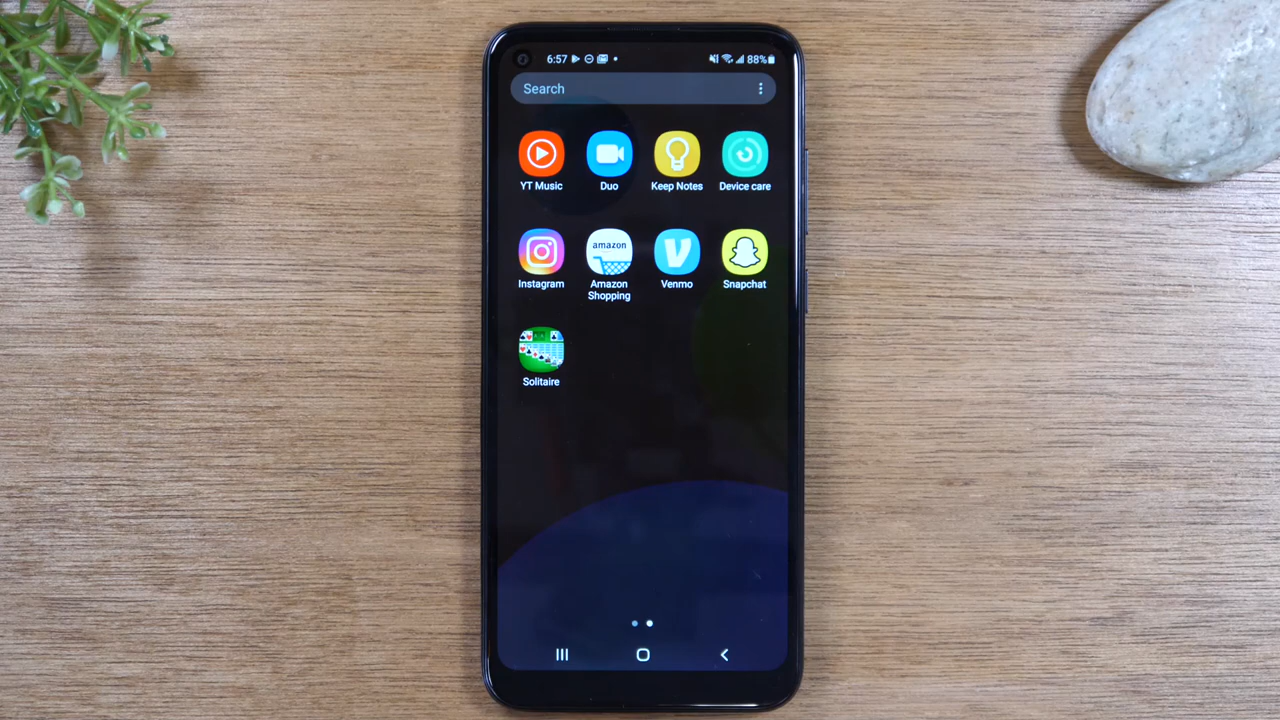 6:57
88%
Search
YT Music
Duo
Keep Notes
Device care
amazon
Instagram
Amazon
Shopping
Venmo
Snapchat
Solitaire